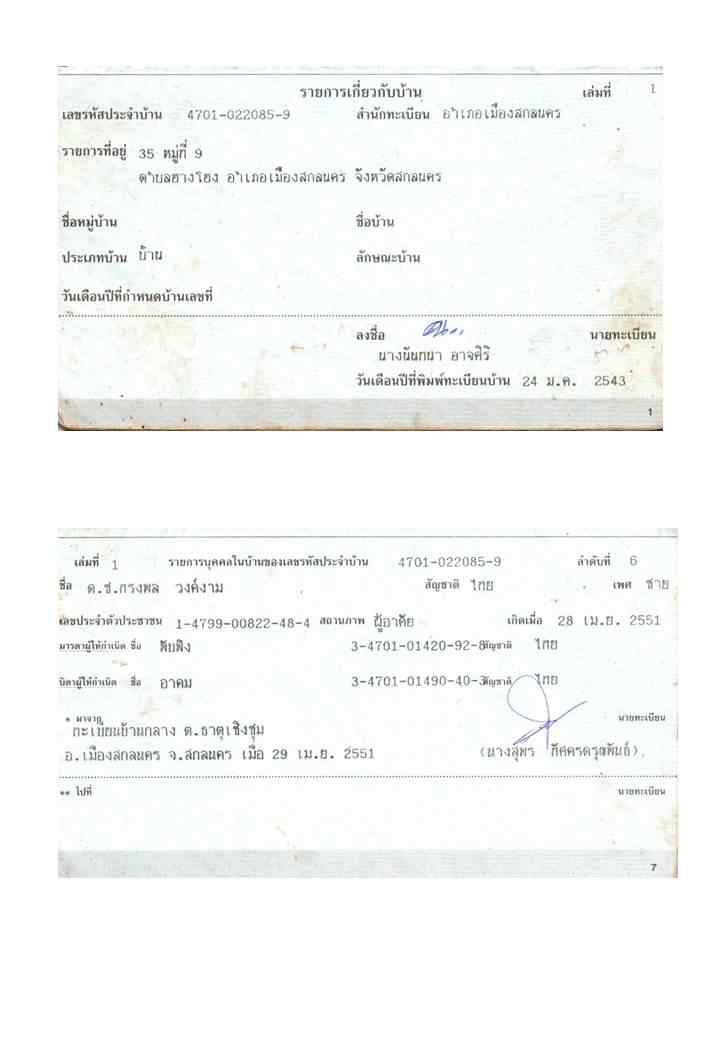 รายการเกี่ยวกับบ้าน เล่มที่ 1
เลขรหัสประจำบ้าน 4701-022085-9 สำนักทะเบียน อำเภอเมืองสกลนคร
รายการที่อยู่ 35 หมู่ที่ 9
ตำบลฮางโฮง อำเภอเมืองสกลนคร จังหวัดสกลนคร
ชื่อหมู่บ้าน ชื่อบ้าน
ประเภทบ้าน บ้าน ลักษณะบ้าน
วันเดือนปีที่กำหนดบ้านเลขที่
ลงชื่อ นายทะเบียน
นางนันทนา อาจศิริ
วันเดือนปีที่พิมพ์ทะเบียนบ้าน 24 ม.ค. 2543
1
เล่มที่ 1 รายการบุคคลในบ้านของเลขรหัสประจำบ้าน 4701-022085-9 ลำดับที่ 6
ชื่อ ด.ช.ทรงพล วงค์งาม สัญชาติ ไทย เพศ ชาย
เลขประจำตัวประชาชน 1-4799-00822-48-4 สถานภาพ ผู้อาศัย เกิดเมื่อ 28 เม.ย. 2551
มารดาผู้ให้กำเนิด ชื่อ 3-4701-01420-92-8 สัญชาติ ไทย
บิดาผู้ให้กำเนิด ชื่อ อาคม 3-4701-01490-40-3 สัญชาติ ไทย
* มาจาก นายทะเบียน
ทะเบียนบ้านกลาง ต.ธาตุเชิงชุม
อ.เมืองสกลนคร จ.สกลนคร เมื่อ 29 เม.ย. 2551 (นางสุพร
** ไปที่ นายทะเบียน
7